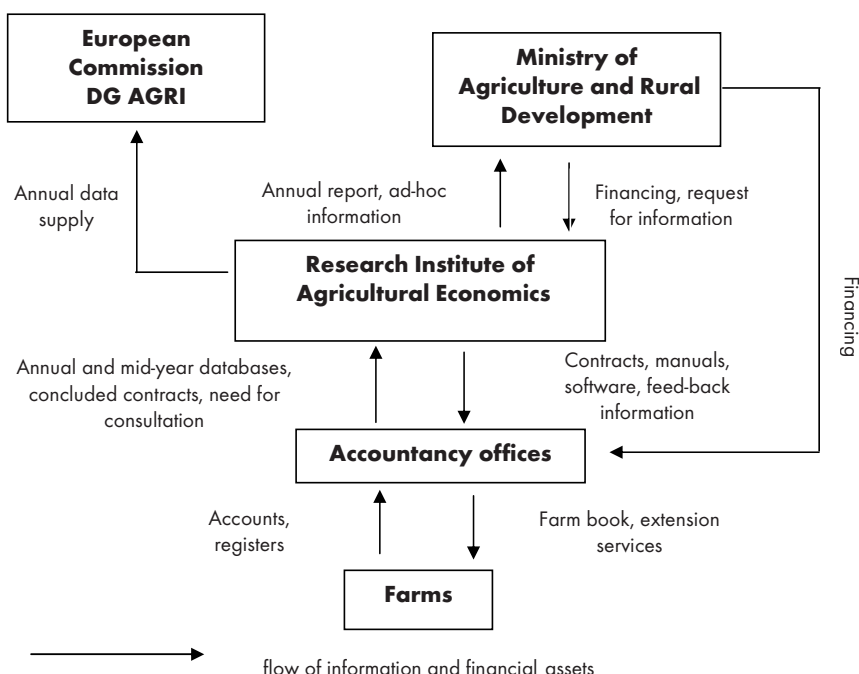 European
Commission
DG AGRI
Ministry of
Agriculture and Rural
Development
Annual data
supply
Annual report, ad-hoc
information
Financing, request
for information
Research Institute of
Agricultural Economics
Financing
Annual and mid-year databases,
concluded contracts, need for
consultation
Contracts, manuals,
software, feed-back
information
Accountancy offices
Accounts,
registers
Farm book, extension
services
Farms
flow of information and financial assets